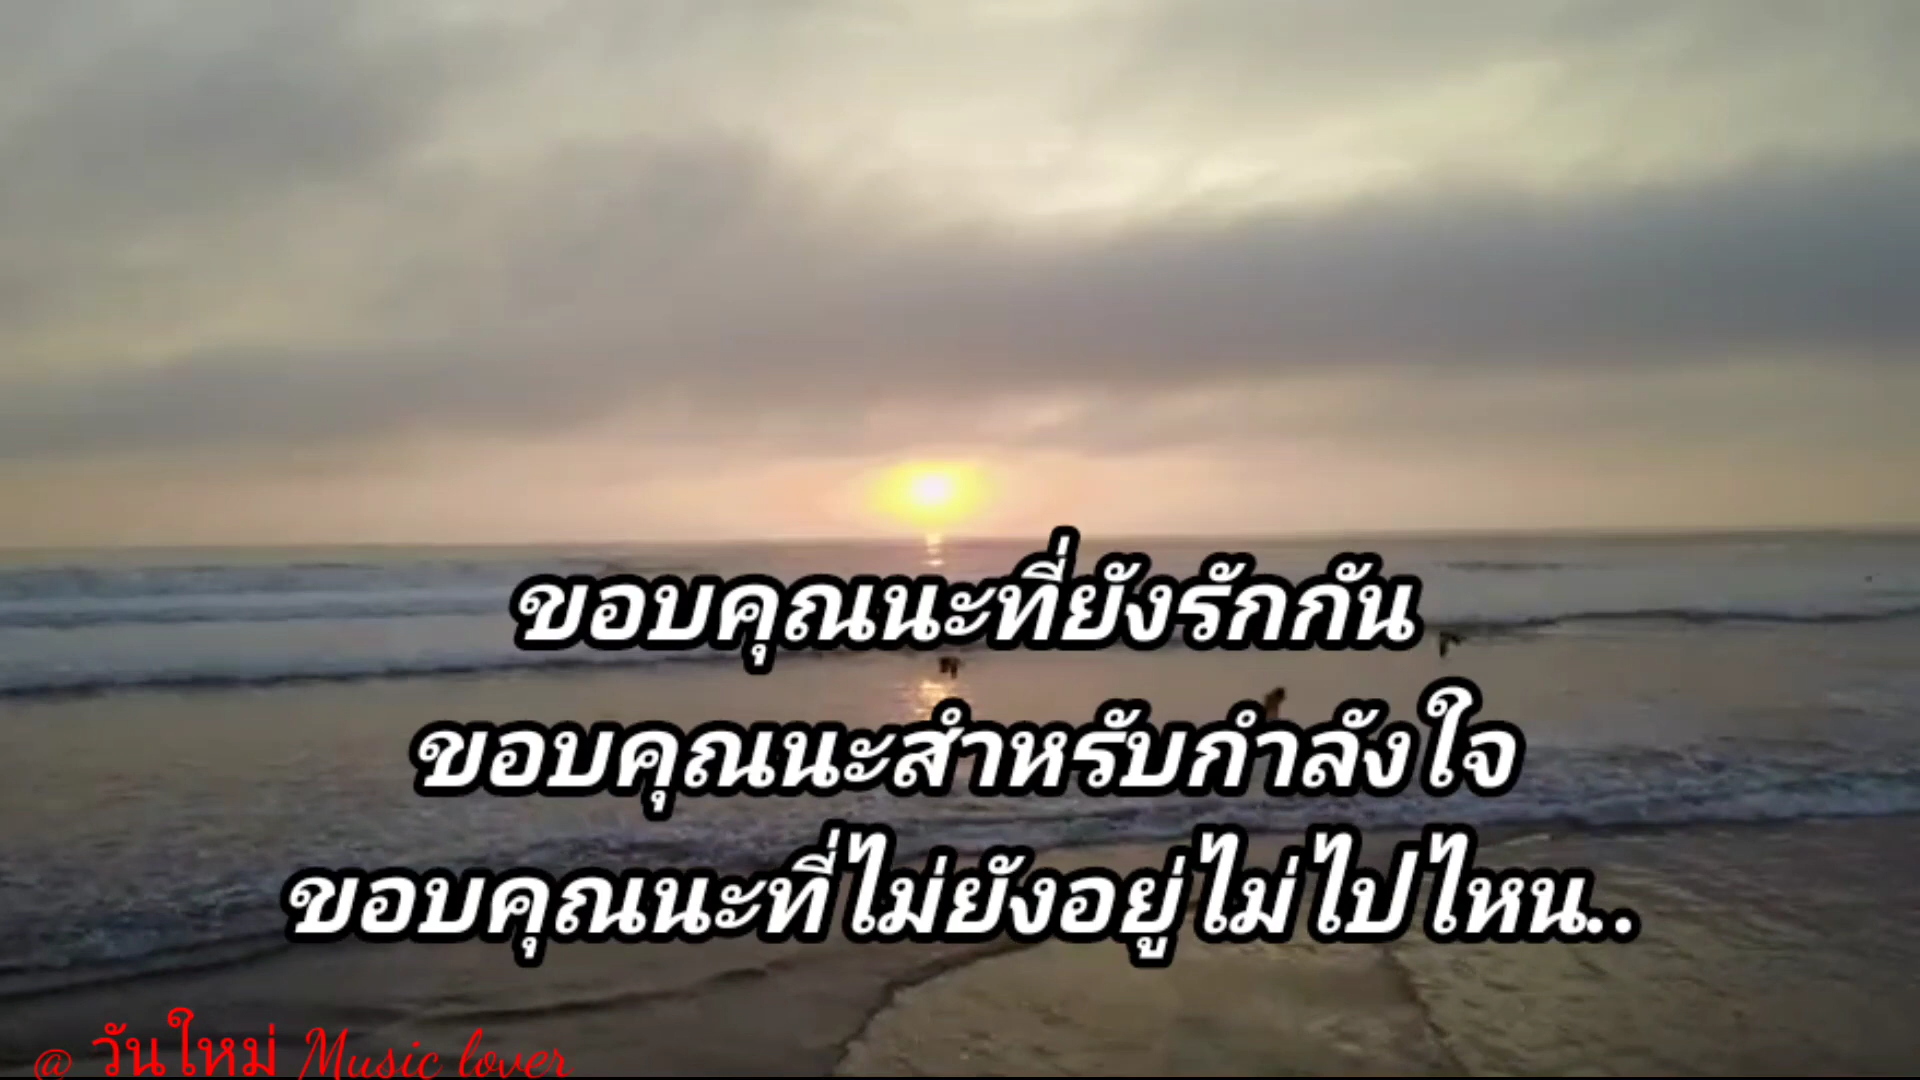 ขอบคุณนะที่ยังรักกัน
ขอบคุณนะสำหรับกำลังใจ
ขอบคุณนะที่ไม่ยังอยู่ไม่ไปไหน..
@ วันใหม่ Music lover